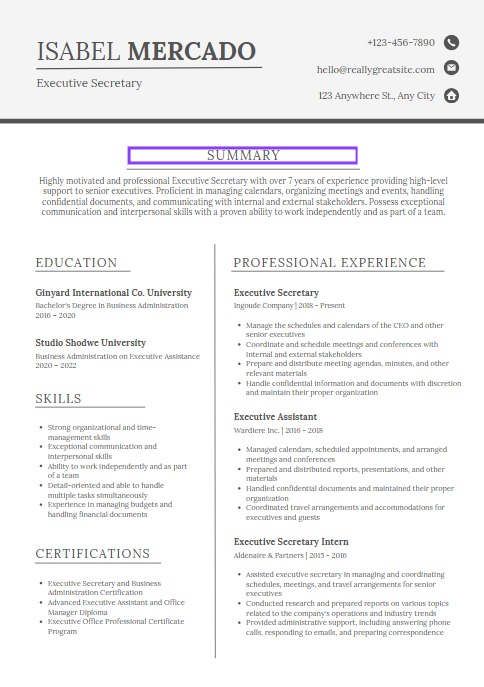 ISABEL MERCADO
Executive Secretary
+123-456-7890
hello@reallygreatsite.com
123 Anywhere St., Any City
SUMMARY
Highly motivated and professional Executive Secretary with over 7 years of experience providing high-level
support to senior executives. Proficient in managing calendars, organizing meetings and events, handling
confidential documents, and communicating with internal and external stakeholders. Possess exceptional
communication and interpersonal skills with a proven ability to work independently and as part of a team.
EDUCATION
Ginyard International Co. University
Bachelor's Degree in Business Administration
2016 – 2020
Studio Shodwe University
Business Administration on Executive Assistance
2020 – 2022
SKILLS
• Strong organizational and time-
management skills
• Exceptional communication and
interpersonal skills
• Ability to work independently and as part
of a team
• Detail-oriented and able to handle
multiple tasks simultaneously
• Experience in managing budgets and
handling financial documents
CERTIFICATIONS
• Executive Secretary and Business
Administration Certification
• Advanced Executive Assistant and Office
Manager Diploma
• Executive Office Professional Certificate
Program
PROFESSIONAL EXPERIENCE
Executive Secretary
Ingoude Company | 2018 - Present
• Manage the schedules and calendars of the CEO and other
senior executives
• Coordinate and schedule meetings and conferences with
internal and external stakeholders
• Prepare and distribute meeting agendas, minutes, and other
relevant materials
• Handle confidential information and documents with discretion
and maintain their proper organization
Executive Assistant
Wardiere Inc. | 2016 - 2018
• Managed calendars, scheduled appointments, and arranged
meetings and conferences
• Prepared and distributed reports, presentations, and other
materials
• Handled confidential documents and maintained their proper
organization
• Coordinated travel arrangements and accommodations for
executives and guests
Executive Secretary Intern
Aldenaire & Partners | 2015 - 2016
• Assisted executive secretary in managing and coordinating
schedules, meetings, and travel arrangements for senior
executives
• Conducted research and prepared reports on various topics
related to the company's operations and industry trends
• Provided administrative support, including answering phone
calls, responding to emails, and preparing correspondence